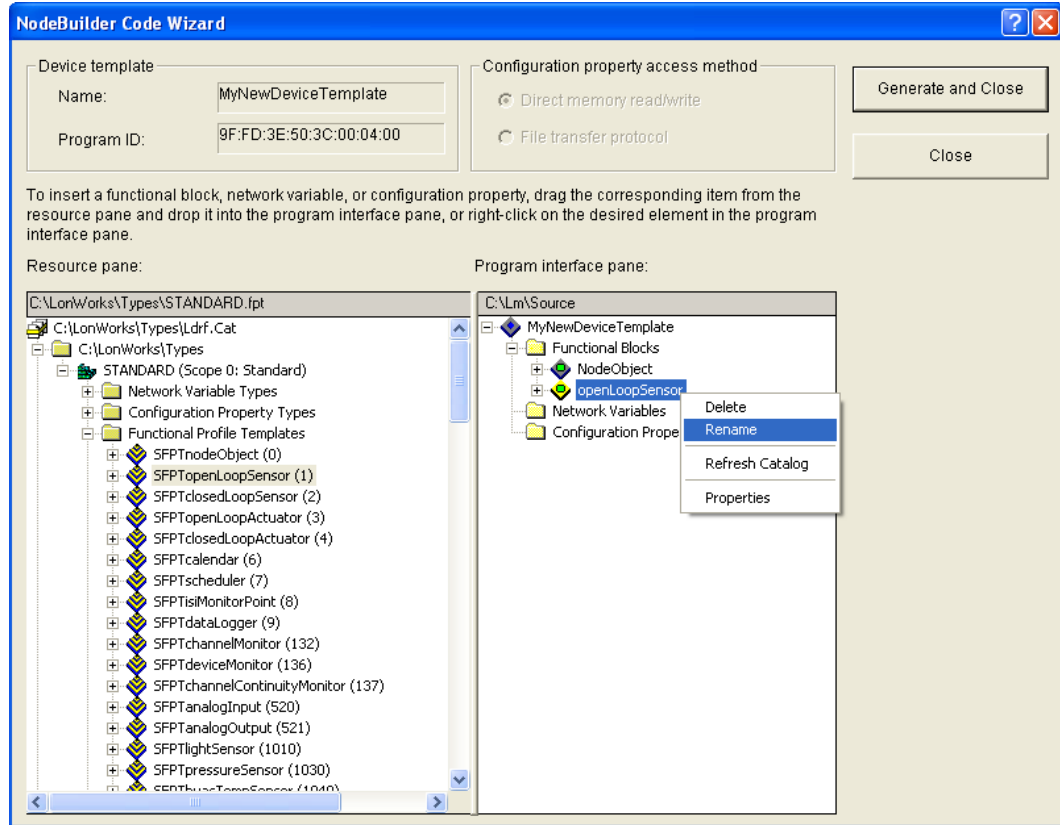 NodeBuilder Code Wizard
Device template
Name:
MyNewDeviceTemplate
Program ID:
9F:FD:3E:50:3C:00:04:00
Configuration property access method
Direct memory read/write
File transfer protocol
Generate and Close
Close
To insert a functional block, network variable, or configuration property, drag the corresponding item from the
resource pane and drop it into the program interface pane, or right-click on the desired element in the program
interface pane.
Resource pane:
C:\LonWorks\Types\STANDARD.fpt
C:\LonWorks\Types\Ldrf.Cat
C:\LonWorks\Types
STANDARD (Scope 0: Standard)
Network Variable Types
Configuration Property Types
Functional Profile Templates
SFPTnodeObject (0)
SFPTopenLoopSensor (1)
SFPTclosedLoopSensor (2)
SFPTopenLoopActuator (3)
SFPTclosedLoopActuator (4)
SFPTcalendar (6)
SFPTscheduler (7)
SFPTisiMonitorPoint (8)
SFPTdataLogger (9)
SFPTchannelMonitor (132)
SFPTdeviceMonitor (136)
SFPTchannelContinuityMonitor (137)
SFPTanalogInput (520)
SFPTanalogOutput (521)
SFPTlightSensor (1010)
SFPTpressureSensor (1030)
SFPThvacTempSensor (1040)
Program interface pane:
C:\Lm\Source
MyNewDeviceTemplate
Functional Blocks
NodeObject
openLoopSensor
Network Variables
Configuration Prope
Delete
Rename
Refresh Catalog
Properties